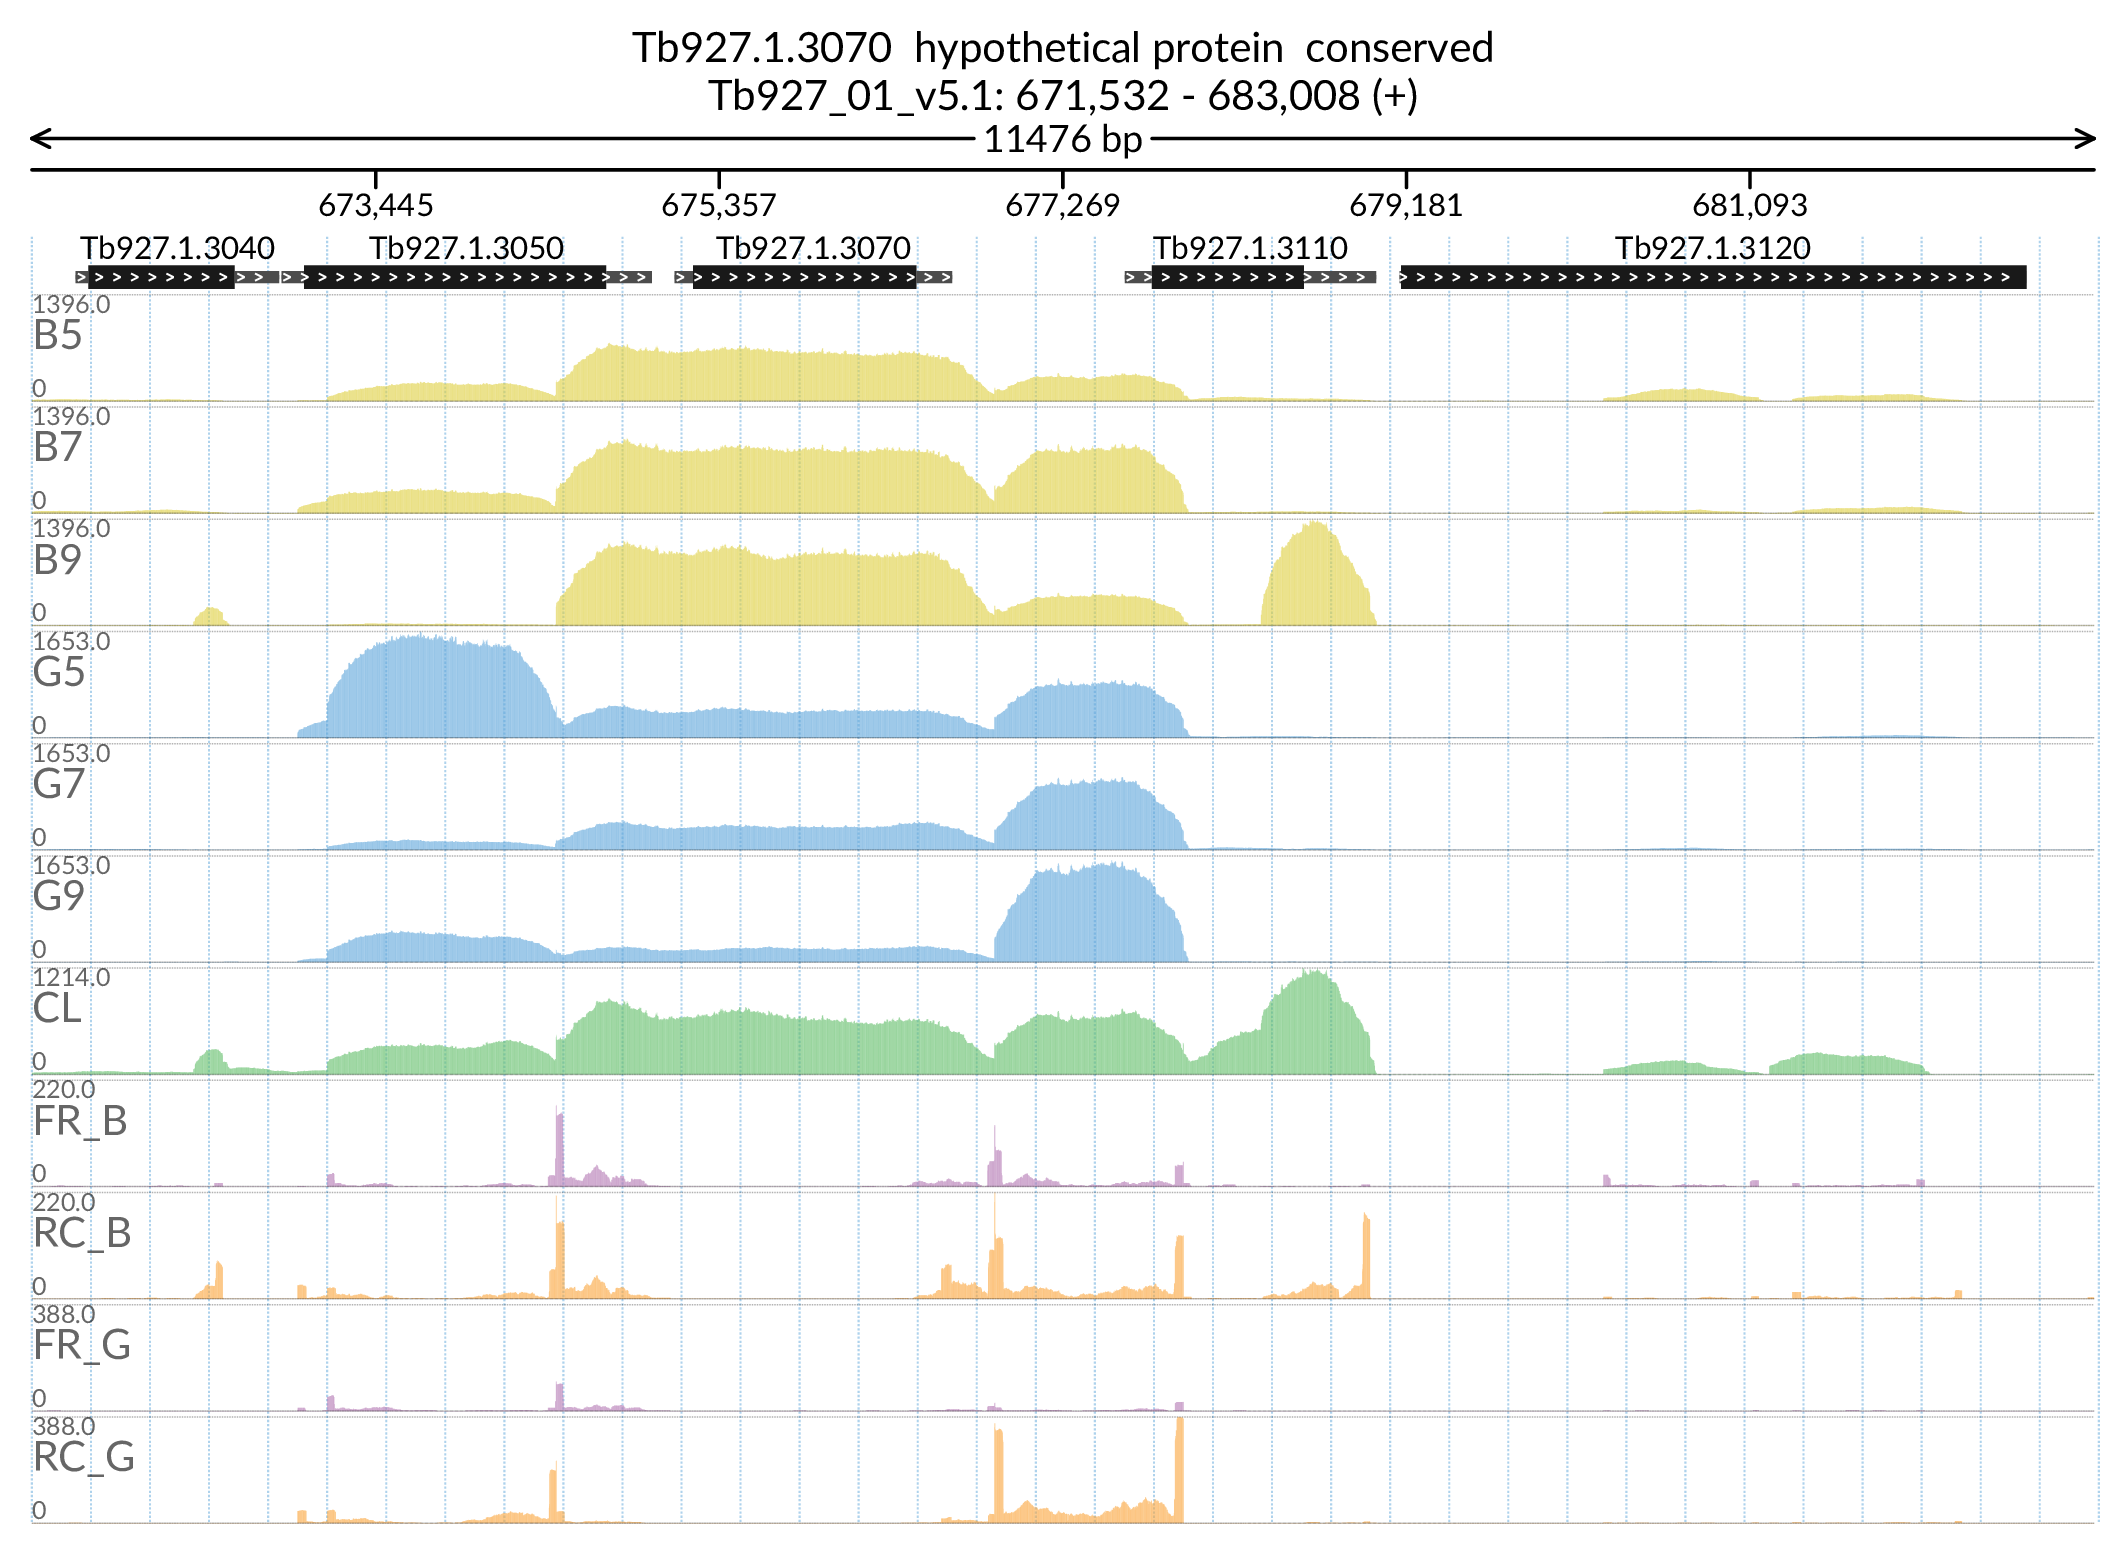 Tb927.1.3070 hypothetical protein conserved
Tb927_01_v5.1: 671,532 - 683,008 (+)
11476 bp
673,445 675,357 677,269 679,181 681,093
Tb927.1.3040 Tb927.1.3050 Tb927.1.3070 Tb927.1.3110 Tb927.1.3120
1396.0
B5
0
1396.0
B7
0
1396.0
B9
0
1653.0
G5
0
1653.0
G7
0
1653.0
G9
0
1214.0
CL
0
220.0
FR_B
0
220.0
RC_B
0
388.0
FR_G
0
388.0
RC_G
0